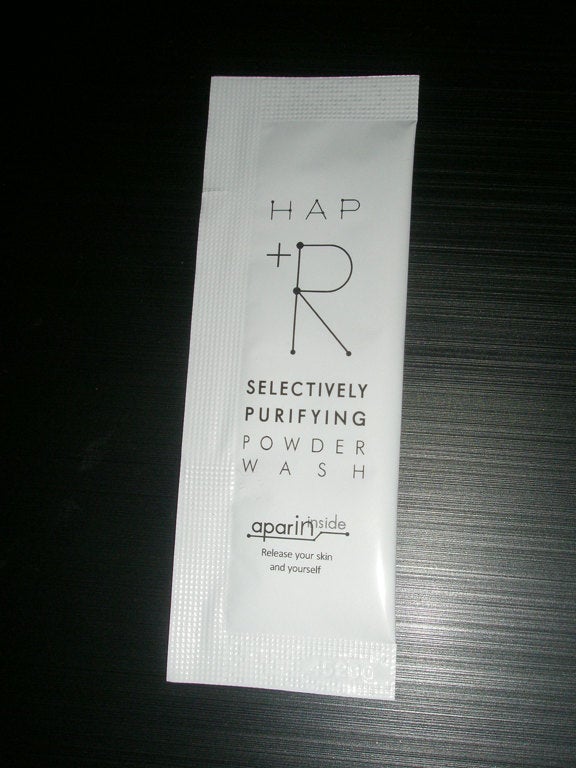 HAP
+R
SELECTIVELY
PURIFYING
POWDER
WASH
aparin inside
Release your skin
and yourself